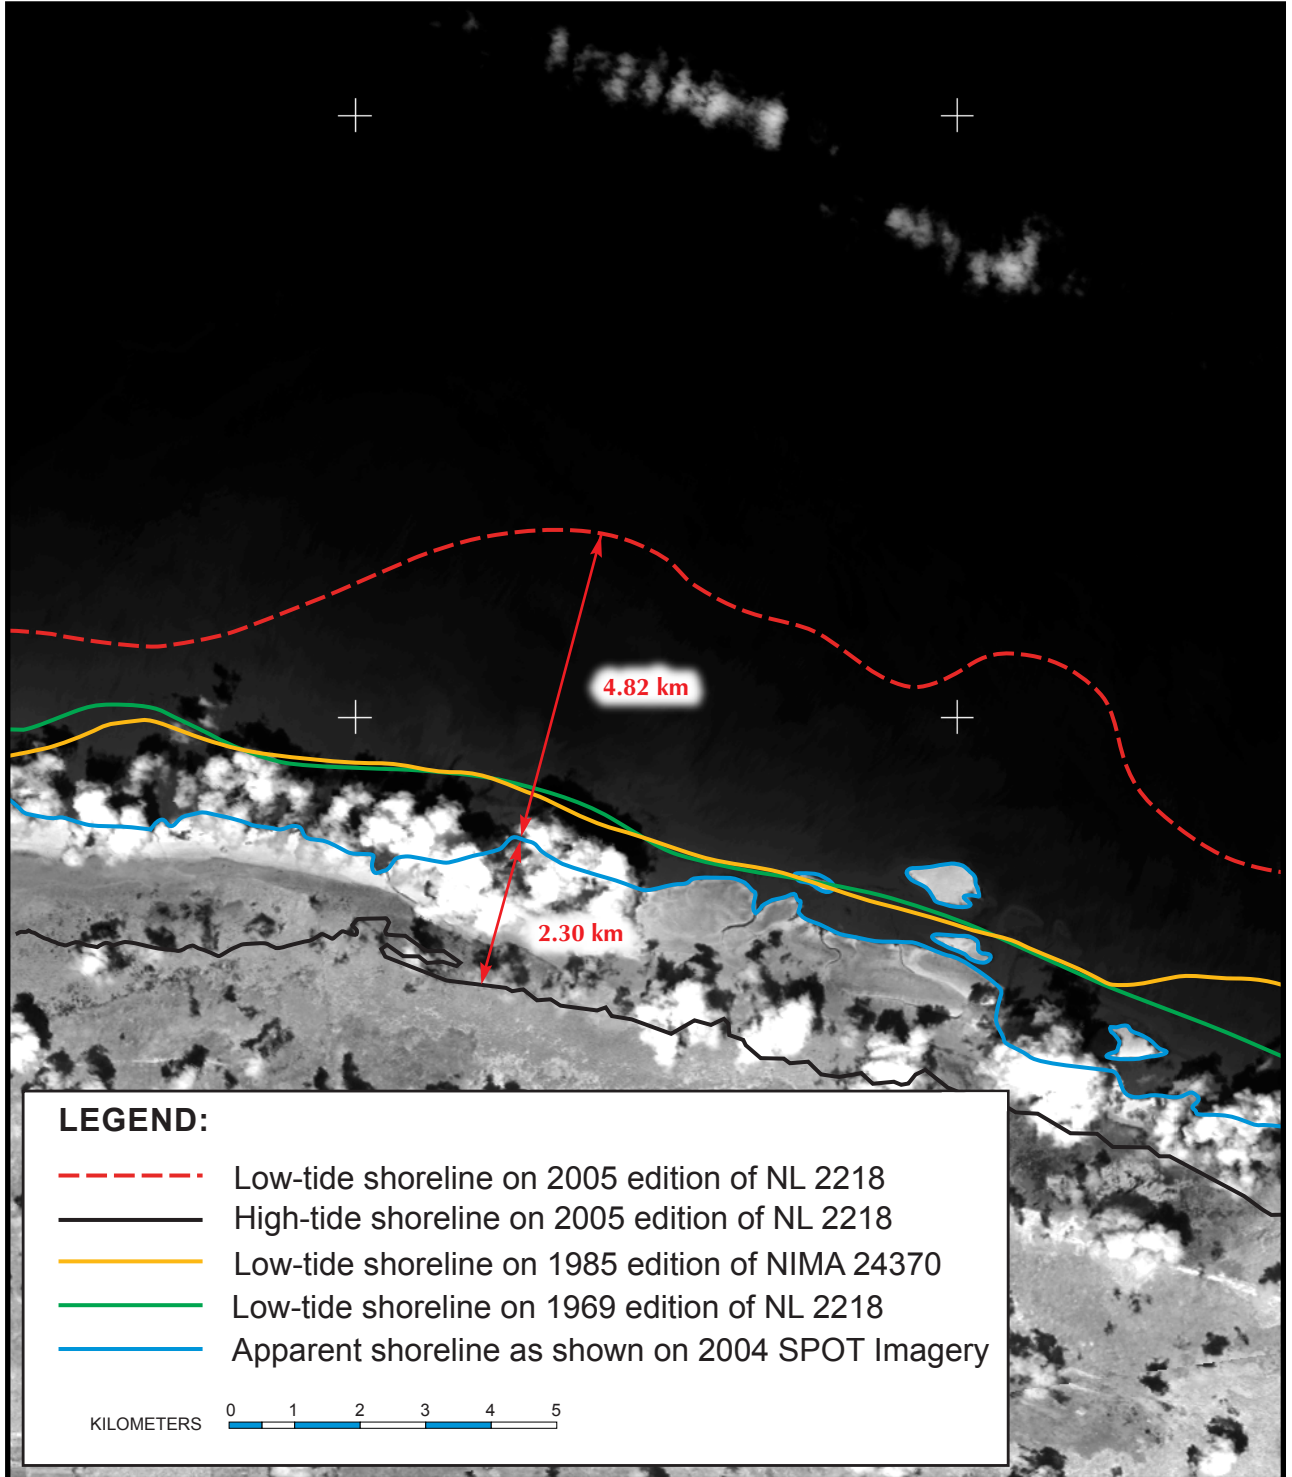 4.82 km
2.30 km
LEGEND:
Low-tide shoreline on 2005 edition of NL 2218
High-tide shoreline on 2005 edition of NL 2218
Low-tide shoreline on 1985 edition of NIMA 24370
Low-tide shoreline on 1969 edition of NL 2218
Apparent shoreline as shown on 2004 SPOT Imagery
KILOMETERS 0 1 2 3 4 5